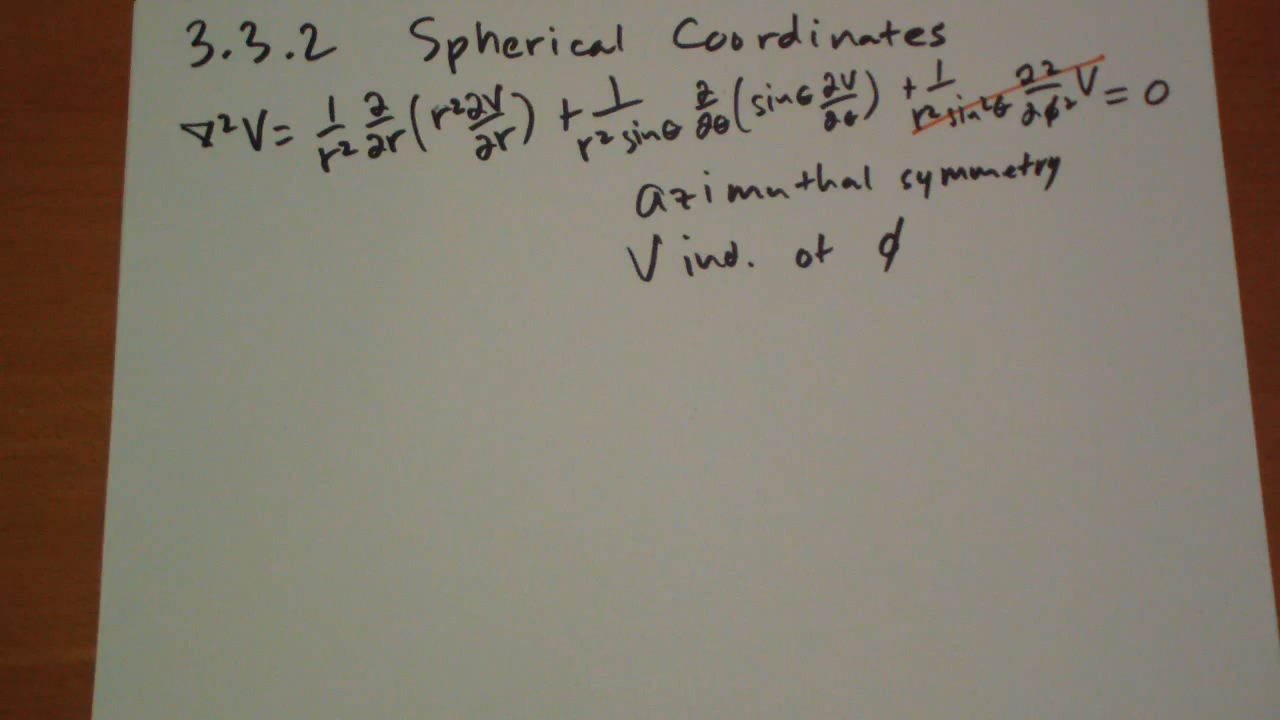 3.3.2 Spherical Coordinates
∇²V = 1/r² ∂/∂r (r² ∂V/∂r) + 1/(r² sinθ) ∂/∂θ (sinθ ∂V/∂θ) + 1/(r² sin²θ) ∂²/∂ϕ² V = 0
azimuthal symmetry
V ind. of ϕ